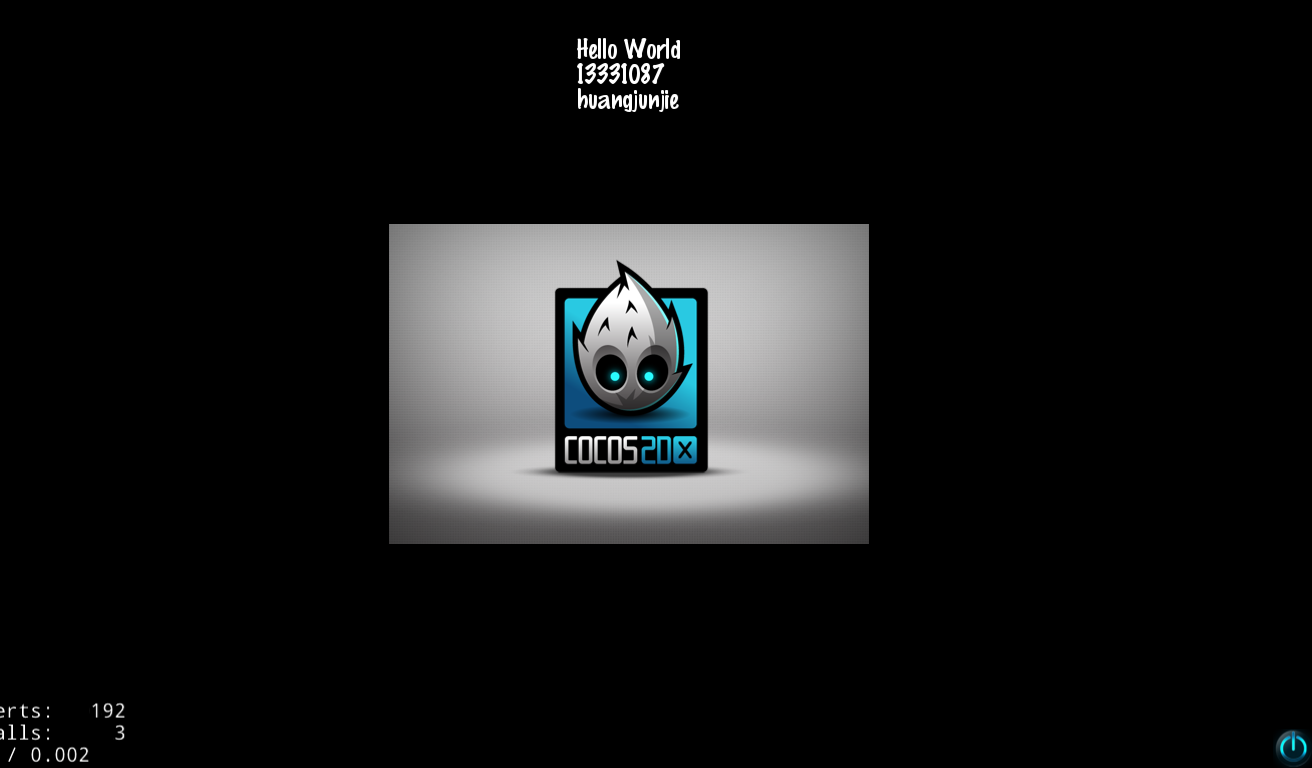 Hello World
13331087
huangjunjie
COCOS2DX
erts: 192
alls: 3
/ 0.002